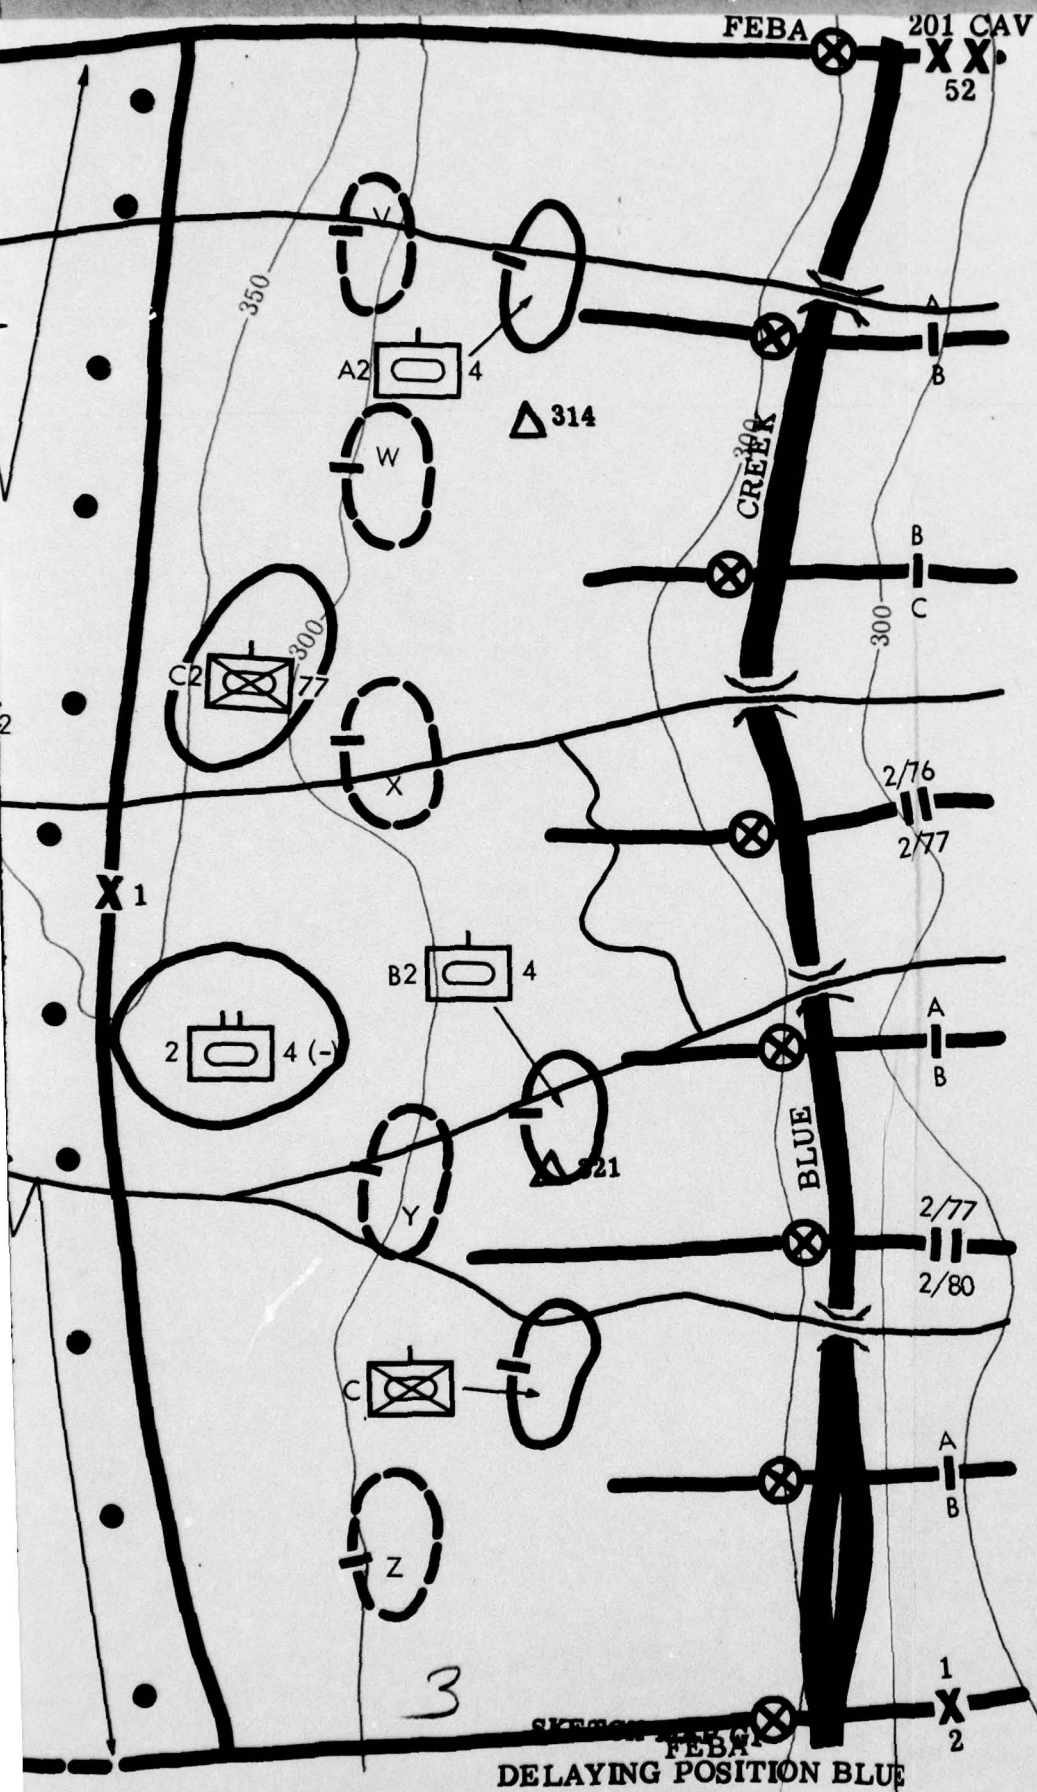 FEBA
201 CAV
X X
52
V
350
A
A2
4
B
314
300
CREEK
W
B
C
300
300
C2
77
2
X
2/76
2/77
X 1
B2
4
A
B
2
4 (-)
BLUE
321
Y
2/77
2/80
C
A
B
Z
3
1
X
2
FEBA
DELAYING POSITION BLUE